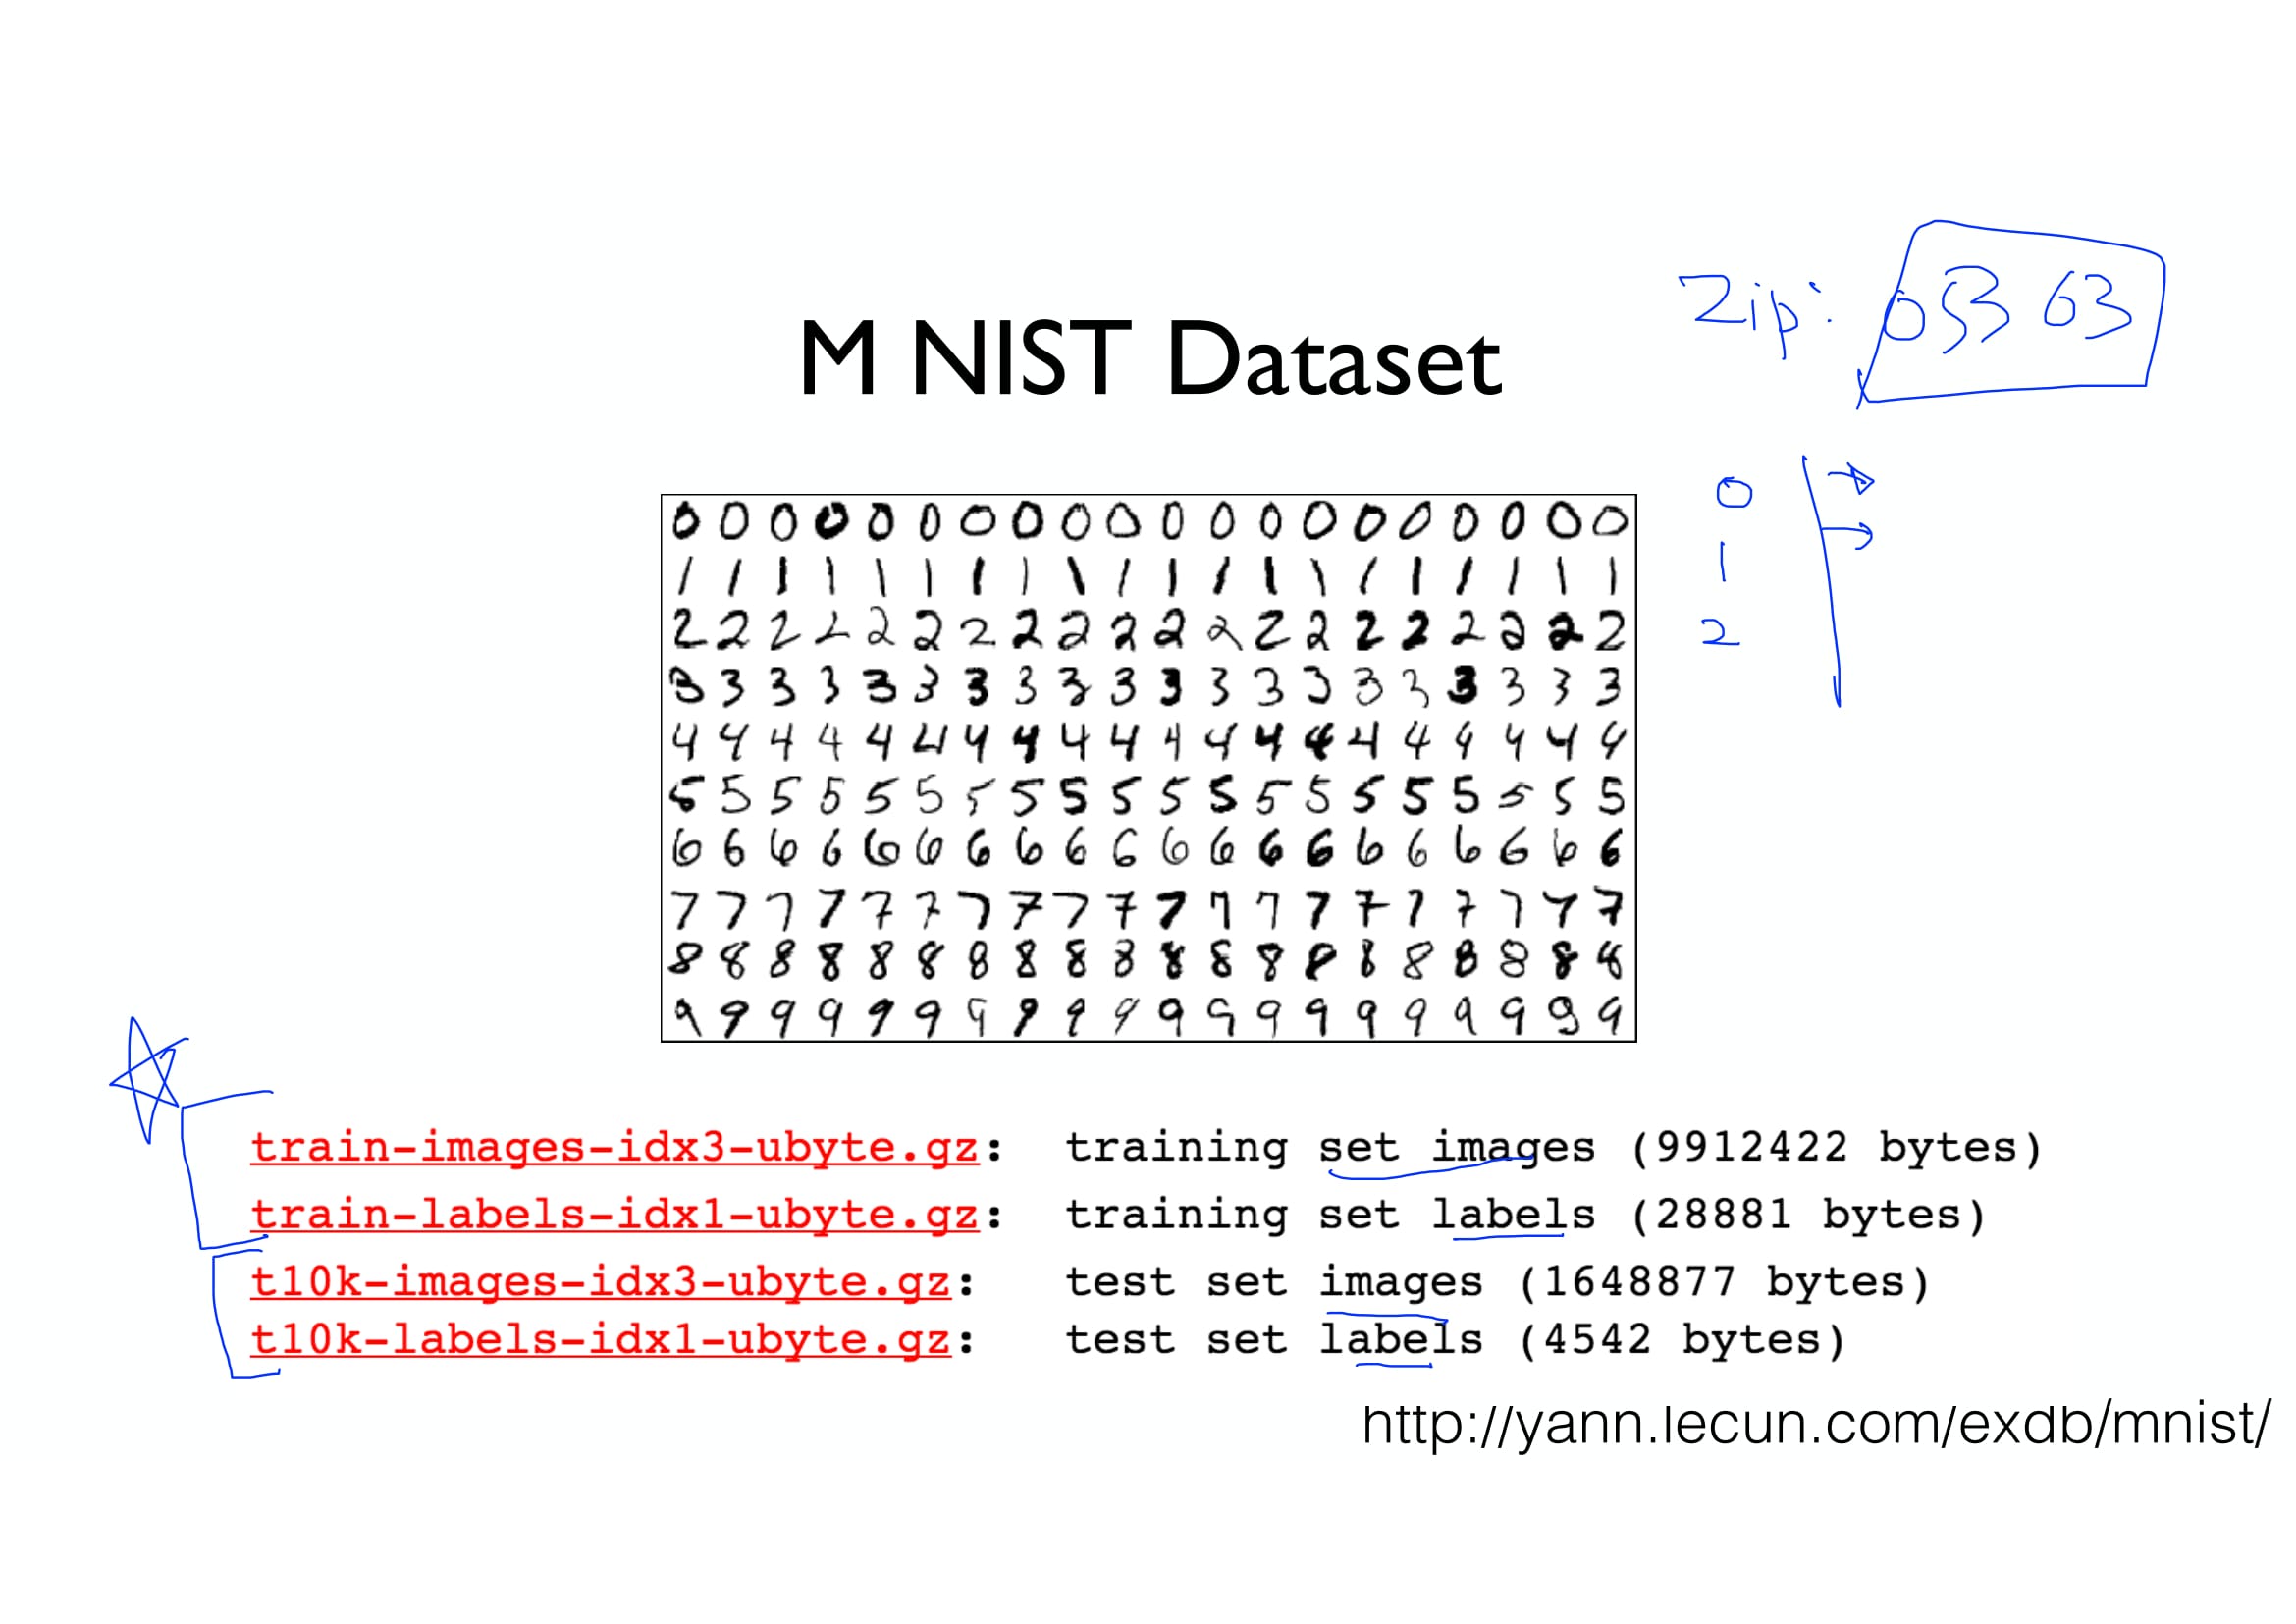 Zip: 03363
M NIST Dataset
0
1
2
0 0 0 0 0 0 0 0 0 0 0 0 0 0 0 0 0 0 0 0
1 1 1 1 1 1 1 1 1 1 1 1 1 1 1 1 1 1 1 1
2 2 2 2 2 2 2 2 2 2 2 2 2 2 2 2 2 2 2 2
3 3 3 3 3 3 3 3 3 3 3 3 3 3 3 3 3 3 3 3
4 4 4 4 4 4 4 4 4 4 4 4 4 4 4 4 4 4 4 4
5 5 5 5 5 5 5 5 5 5 5 5 5 5 5 5 5 5 5 5
6 6 6 6 6 6 6 6 6 6 6 6 6 6 6 6 6 6 6 6
7 7 7 7 7 7 7 7 7 7 7 7 7 7 7 7 7 7 7 7
8 8 8 8 8 8 8 8 8 8 8 8 8 8 8 8 8 8 8 8
9 9 9 9 9 9 9 9 9 9 9 9 9 9 9 9 9 9 9 9
train-images-idx3-ubyte.gz: training set images (9912422 bytes)
train-labels-idx1-ubyte.gz: training set labels (28881 bytes)
t10k-images-idx3-ubyte.gz: test set images (1648877 bytes)
t10k-labels-idx1-ubyte.gz: test set labels (4542 bytes)
http://yann.lecun.com/exdb/mnist/